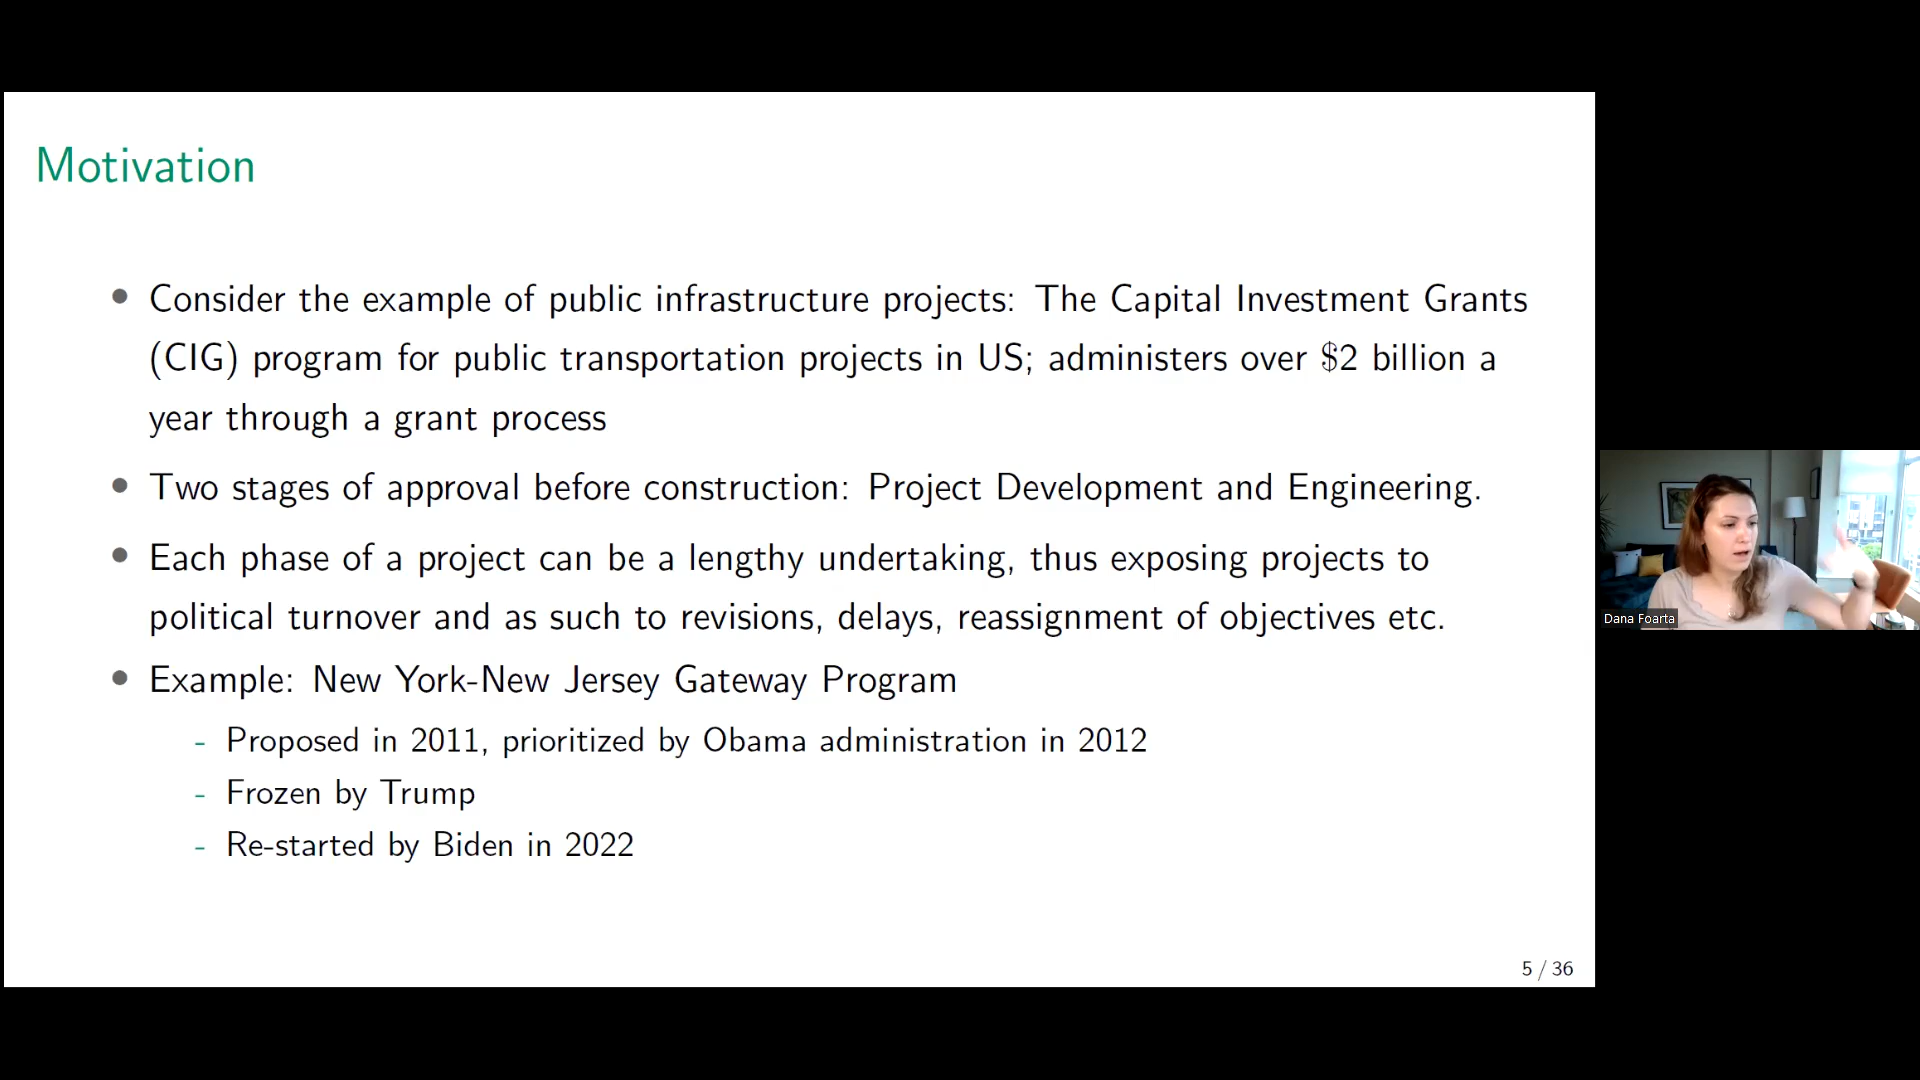 Motivation
• Consider the example of public infrastructure projects: The Capital Investment Grants
(CIG) program for public transportation projects in US; administers over $2 billion a
year through a grant process
• Two stages of approval before construction: Project Development and Engineering.
• Each phase of a project can be a lengthy undertaking, thus exposing projects to
political turnover and as such to revisions, delays, reassignment of objectives etc.
• Example: New York-New Jersey Gateway Program
- Proposed in 2011, prioritized by Obama administration in 2012
- Frozen by Trump
- Re-started by Biden in 2022
5 / 36
Dana Foarta